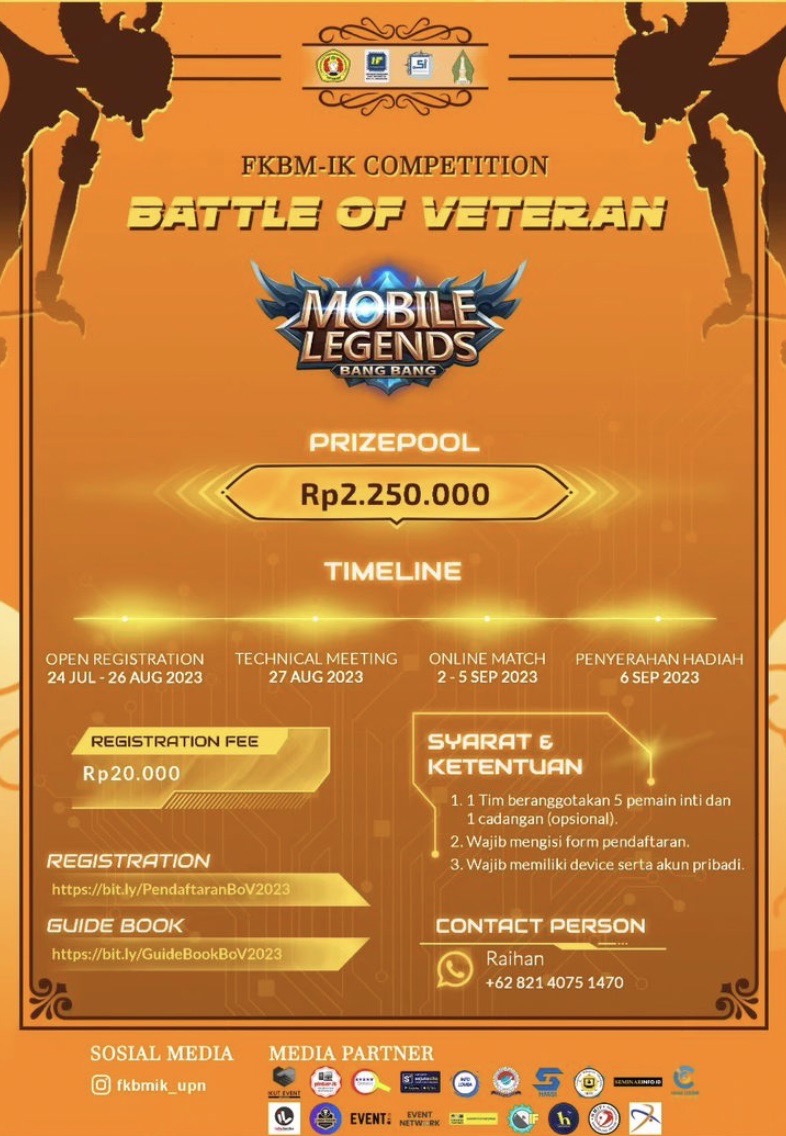 FKBM-IK COMPETITION
BATTLE OF VETERAN
MOBILE
LEGENDS
BANG BANG
PRIZEPOOL
Rp2.250.000
TIMELINE
OPEN REGISTRATION
24 JUL - 26 AUG 2023
TECHNICAL MEETING
27 AUG 2023
ONLINE MATCH
2 - 5 SEP 2023
PENYERAHAN HADIAH
6 SEP 2023
REGISTRATION FEE
Rp20.000
SYARAT &
KETENTUAN
1. 1 Tim beranggotakan 5 pemain inti dan
1 cadangan (opsional).
2. Wajib mengisi form pendaftaran.
3. Wajib memiliki device serta akun pribadi.
REGISTRATION
https://bit.ly/PendaftaranBoV2023
GUIDE BOOK
https://bit.ly/GuideBookBoV2023
CONTACT PERSON
Raihan
+62 821 4075 1470
SOSIAL MEDIA
fkbmik_upn
MEDIA PARTNER
IKUT EVENT
SEMINARINFO.ID
EVENT
EVENT
NETWORK